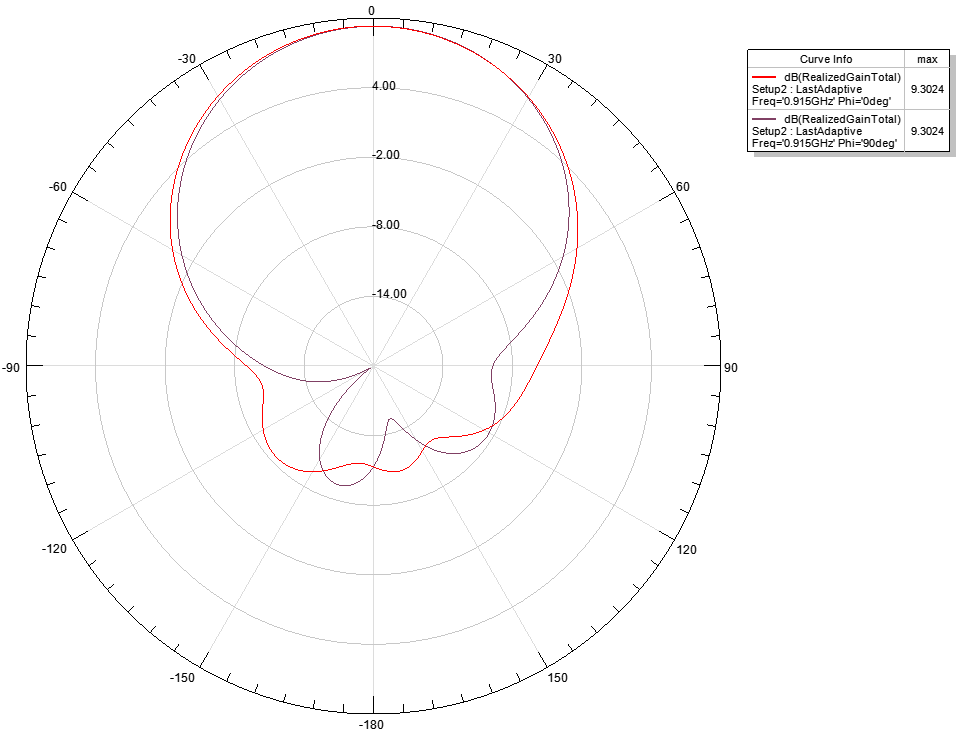 0
-30
30
4.00
-2.00
-60
60
-8.00
-14.00
-90
90
-120
120
-150
150
-180
Curve Info
max
dB(RealizedGainTotal)
Setup2 : LastAdaptive
Freq='0.915GHz' Phi='0deg'
9.3024
dB(RealizedGainTotal)
Setup2 : LastAdaptive
Freq='0.915GHz' Phi='90deg'
9.3024